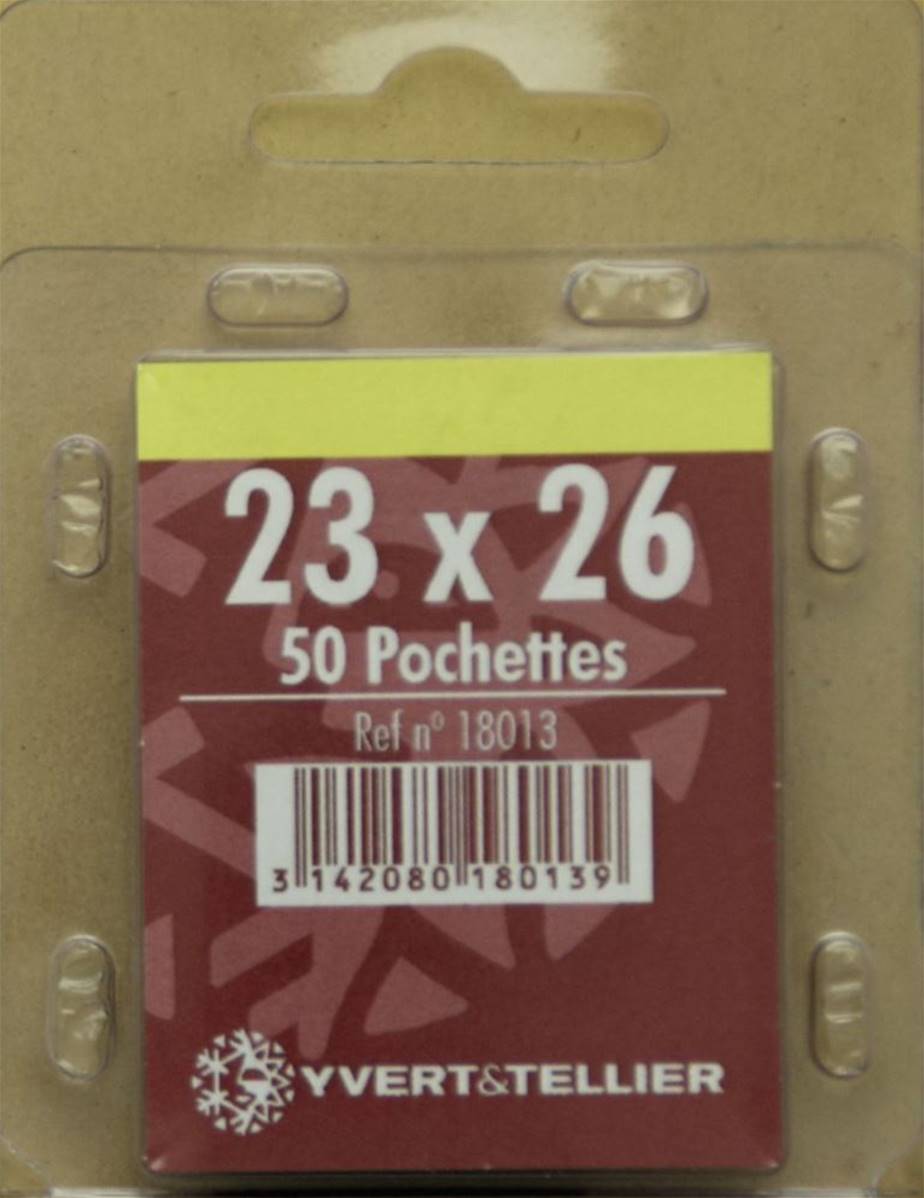 23 x 26
50 Pochettes
Ref n° 18013
3 142080 180139
YVERT&TELLIER